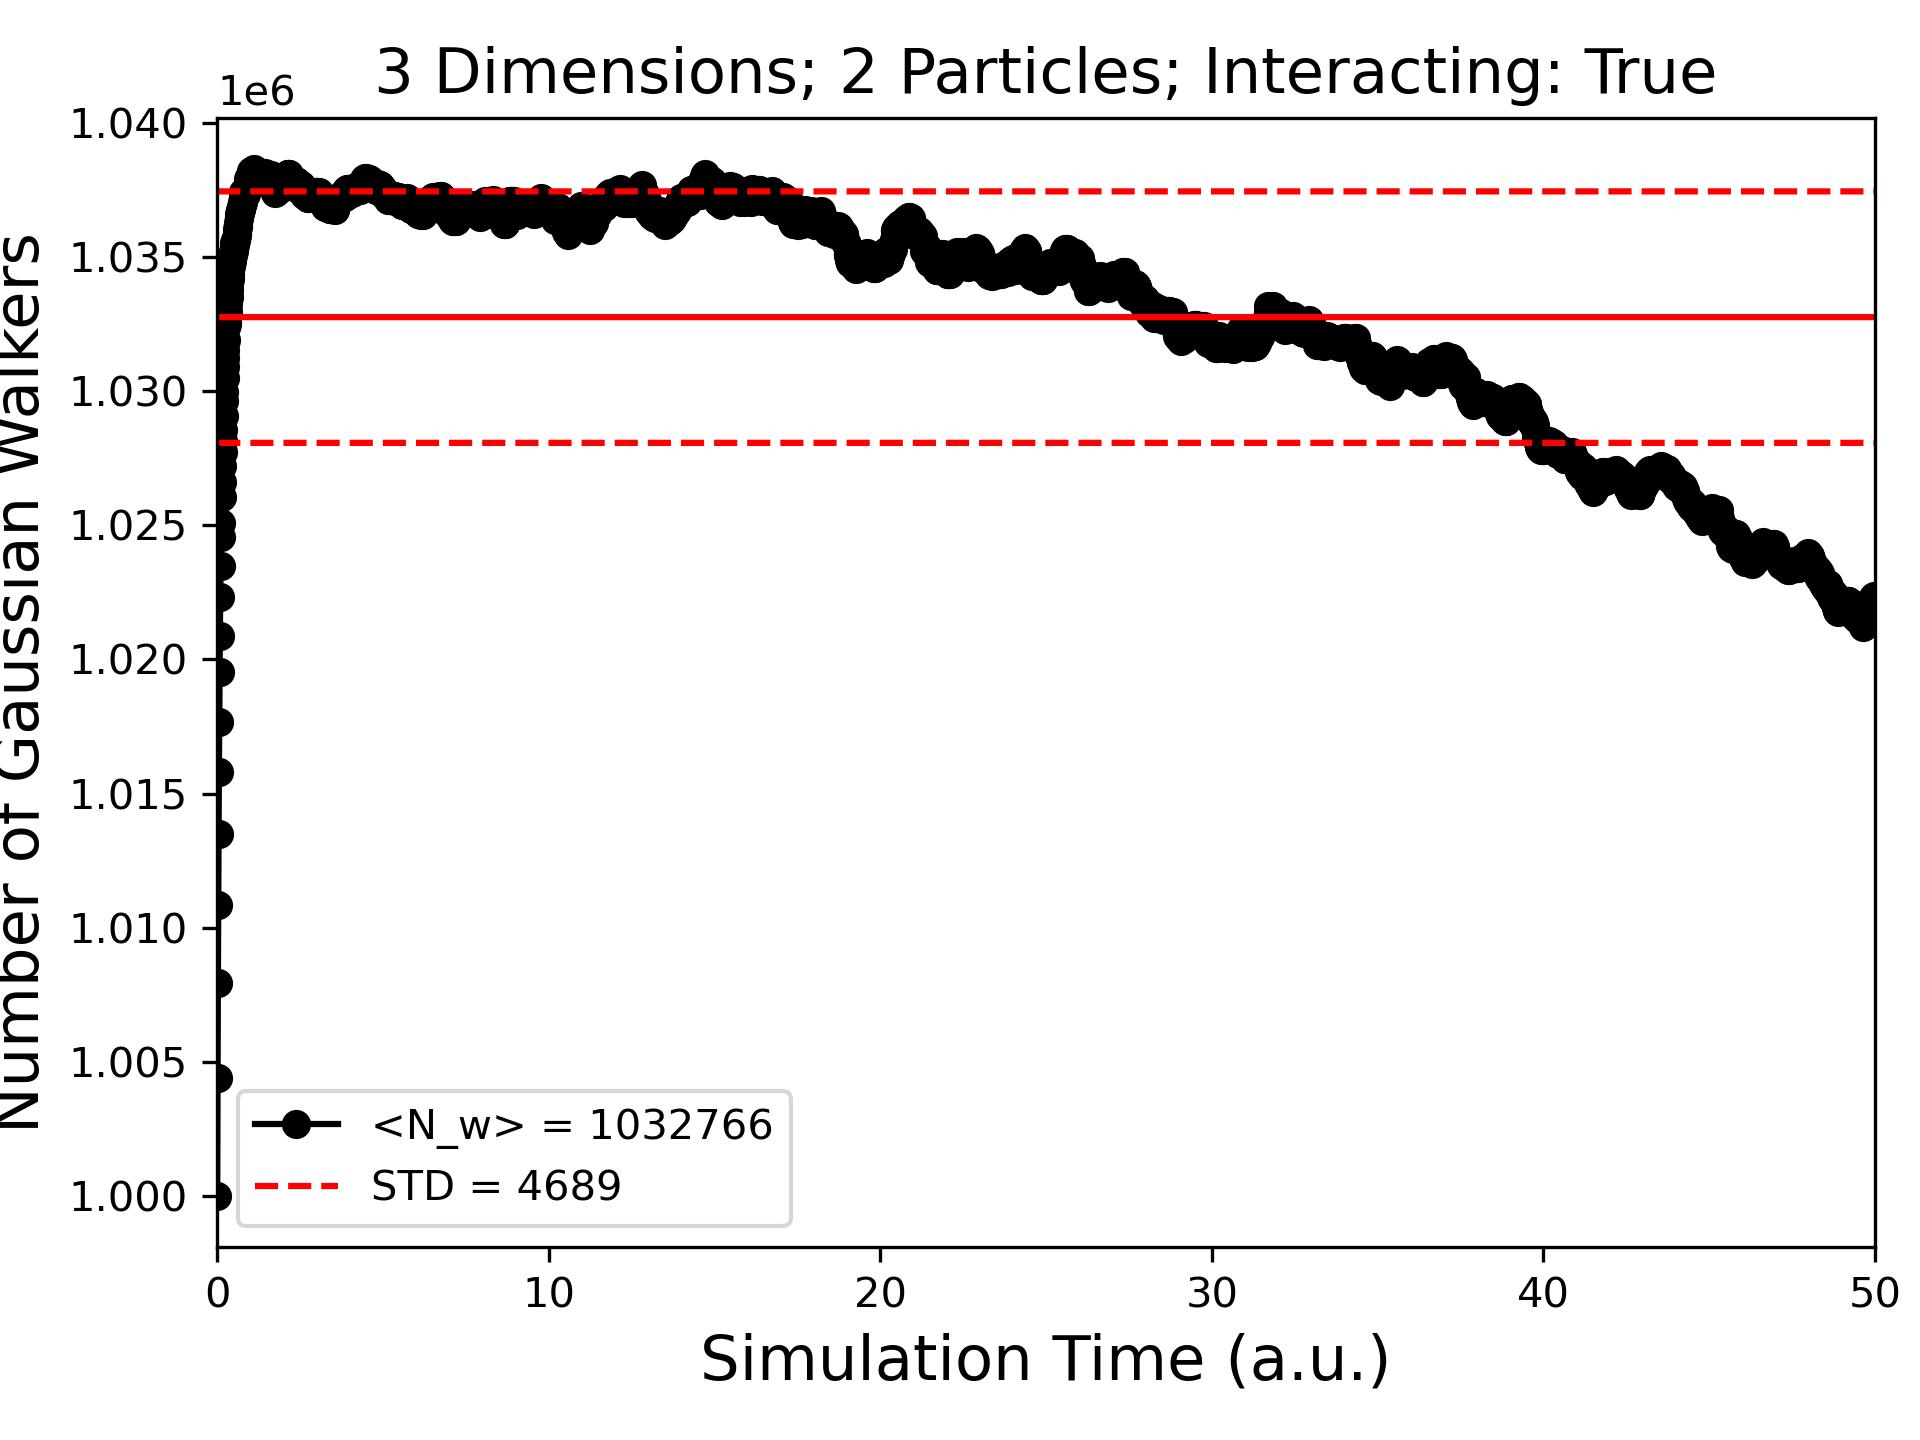 3 Dimensions; 2 Particles; Interacting: True
1e6
1.040
1.035
1.030
1.025
1.020
1.015
1.010
1.005
1.000
Number of Gaussian Walkers
<N_w> = 1032766
STD = 4689
0 10 20 30 40 50
Simulation Time (a.u.)